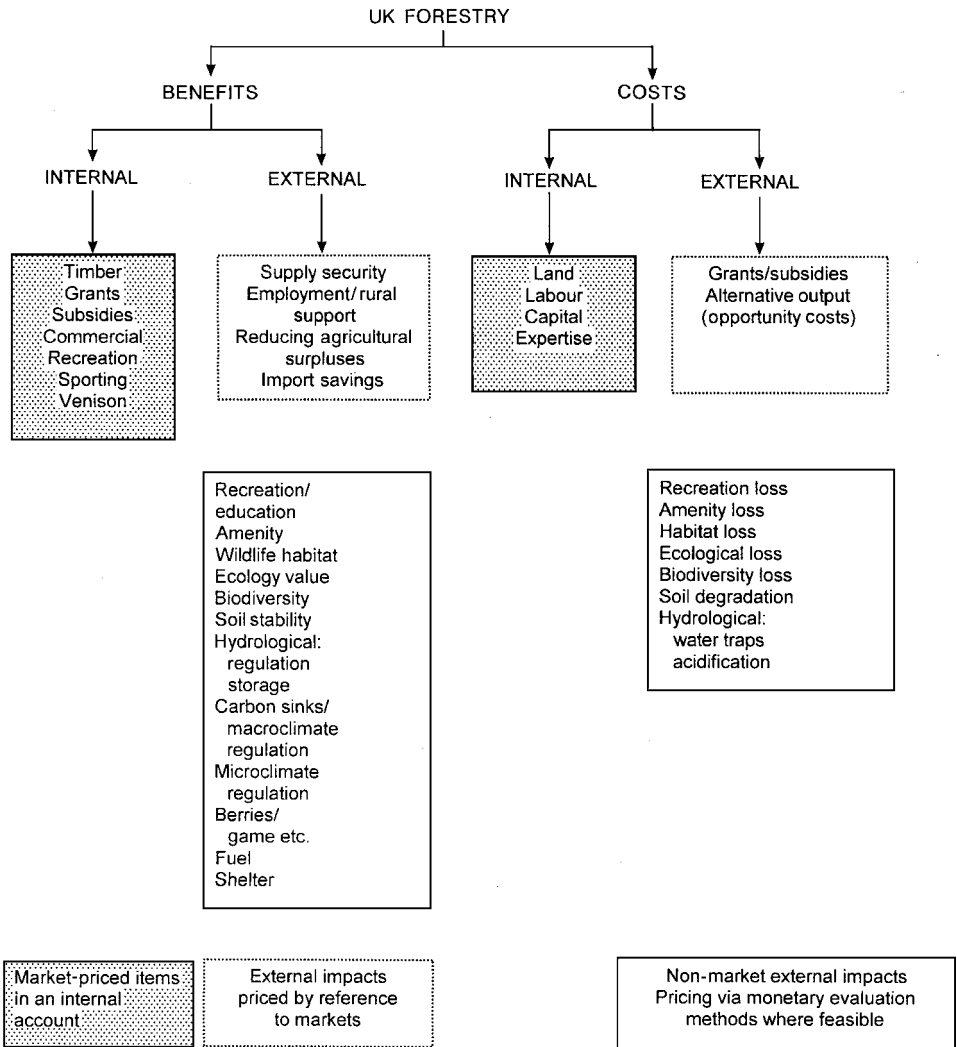 UK FORESTRY
BENEFITS
COSTS
INTERNAL
EXTERNAL
INTERNAL
EXTERNAL
Timber
Grants
Subsidies
Commercial
Recreation
Sporting
Venison
Supply security
Employment/rural
support
Reducing agricultural
surpluses
Import savings
Land
Labour
Capital
Expertise
Grants/subsidies
Alternative output
(opportunity costs)
Recreation/
education
Amenity
Wildlife habitat
Ecology value
Biodiversity
Soil stability
Hydrological:
regulation
storage
Carbon sinks/
macroclimate
regulation
Microclimate
regulation
Berries/
game etc.
Fuel
Shelter
Recreation loss
Amenity loss
Habitat loss
Ecological loss
Biodiversity loss
Soil degradation
Hydrological:
water traps
acidification
Market-priced items
in an internal
account
External impacts
priced by reference
to markets
Non-market external impacts
Pricing via monetary evaluation
methods where feasible